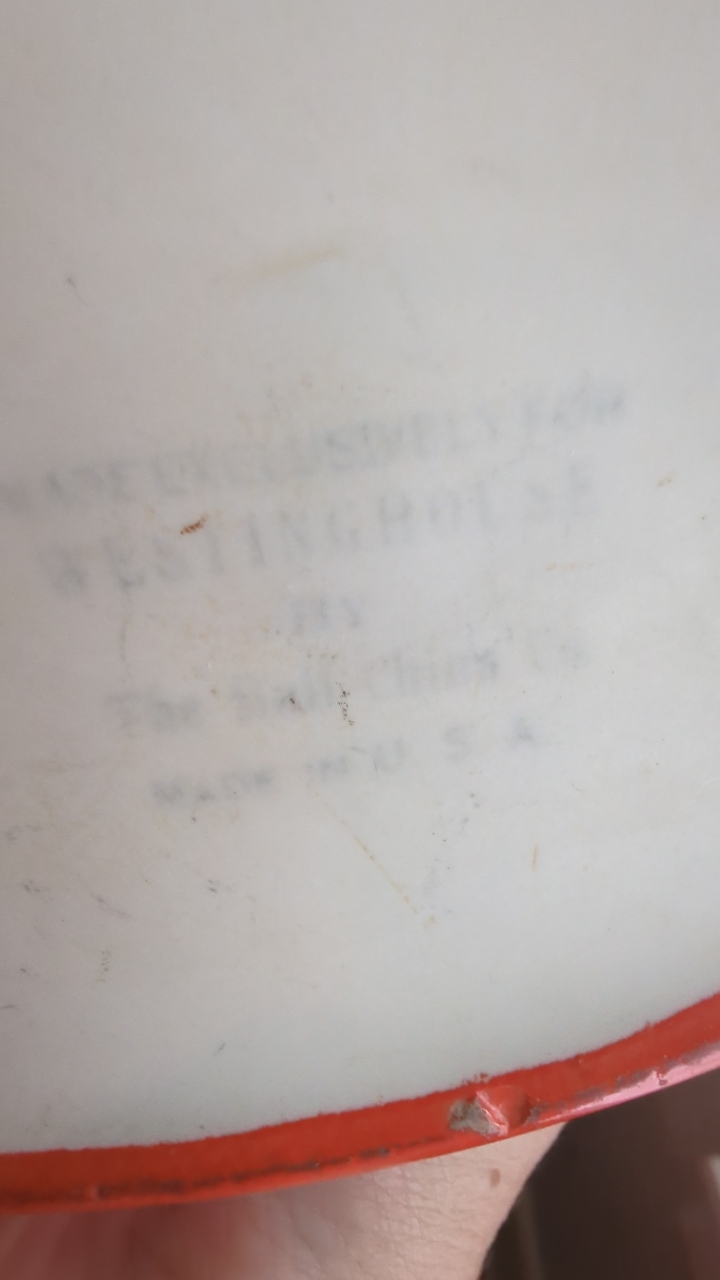 MADE EXCLUSIVELY FOR
WESTINGHOUSE
BY
The Hall China Co
MADE IN U S A